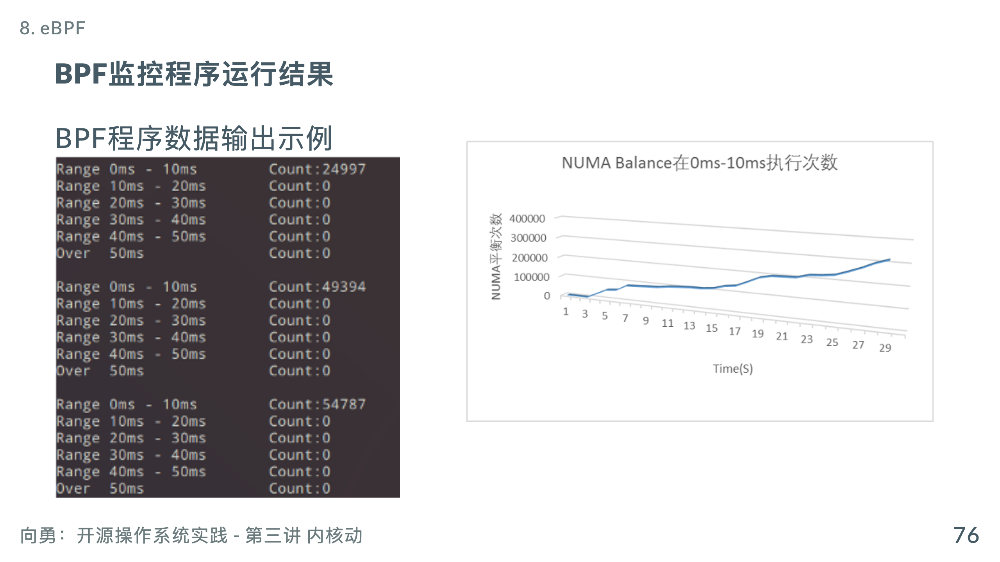 8. eBPF
BPF监控程序运行结果
BPF程序数据输出示例
Range 0ms - 10ms Count:24997
Range 10ms - 20ms Count:0
Range 20ms - 30ms Count:0
Range 30ms - 40ms Count:0
Range 40ms - 50ms Count:0
Over 50ms Count:0
Range 0ms - 10ms Count:49394
Range 10ms - 20ms Count:0
Range 20ms - 30ms Count:0
Range 30ms - 40ms Count:0
Range 40ms - 50ms Count:0
Over 50ms Count:0
Range 0ms - 10ms Count:54787
Range 10ms - 20ms Count:0
Range 20ms - 30ms Count:0
Range 30ms - 40ms Count:0
Range 40ms - 50ms Count:0
Over 50ms Count:0
NUMA Balance在0ms-10ms执行次数
NUMA平衡次数
400000
300000
200000
100000
0
1 3 5 7 9 11 13 15 17 19 21 23 25 27 29
Time(S)
向勇：开源操作系统实践 - 第三讲 内核动
76